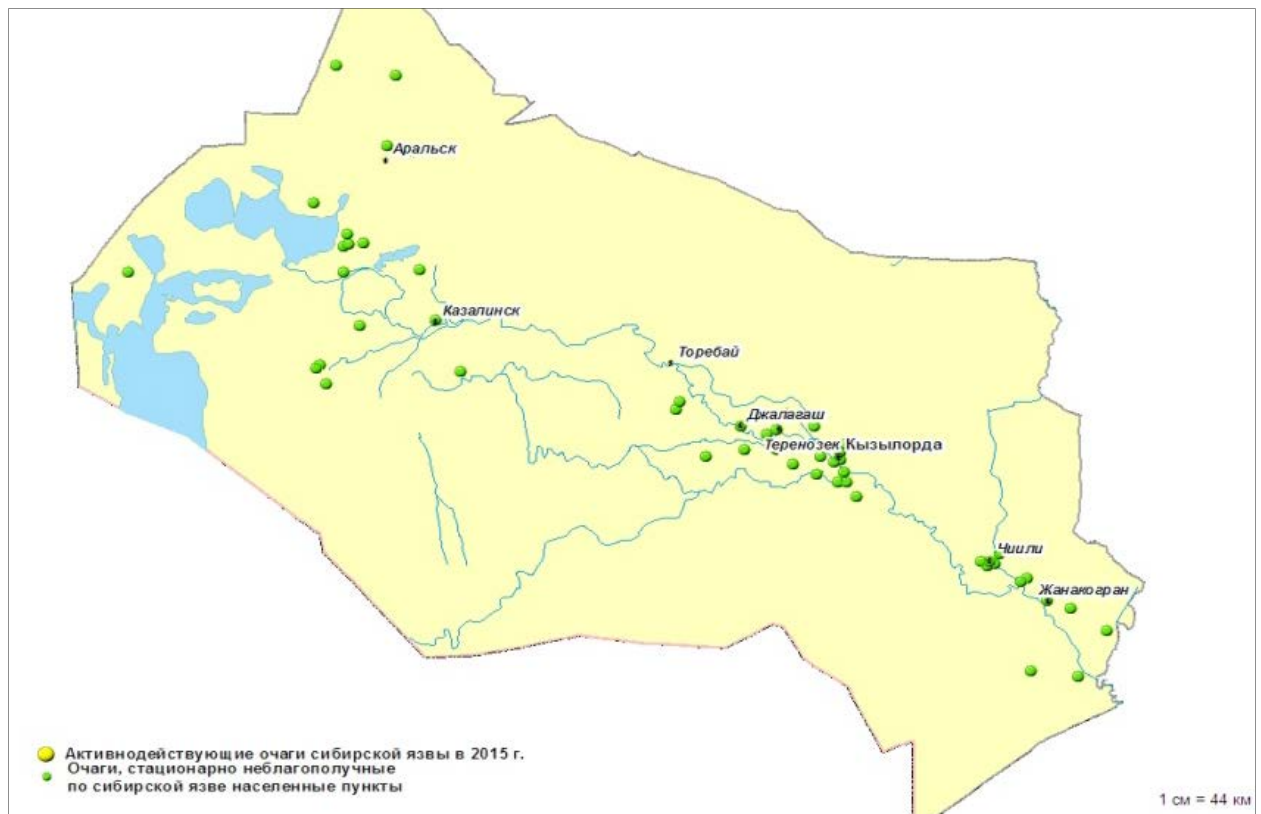 Аральск
Казалинск
Торебай
Джалагаш
Теренозек Кызылорда
Чиили
Жанакогран
Активнодействующие очаги сибирской язвы в 2015 г.
Очаги, стационарно неблагополучные
по сибирской язве населенные пункты
1 см = 44 км